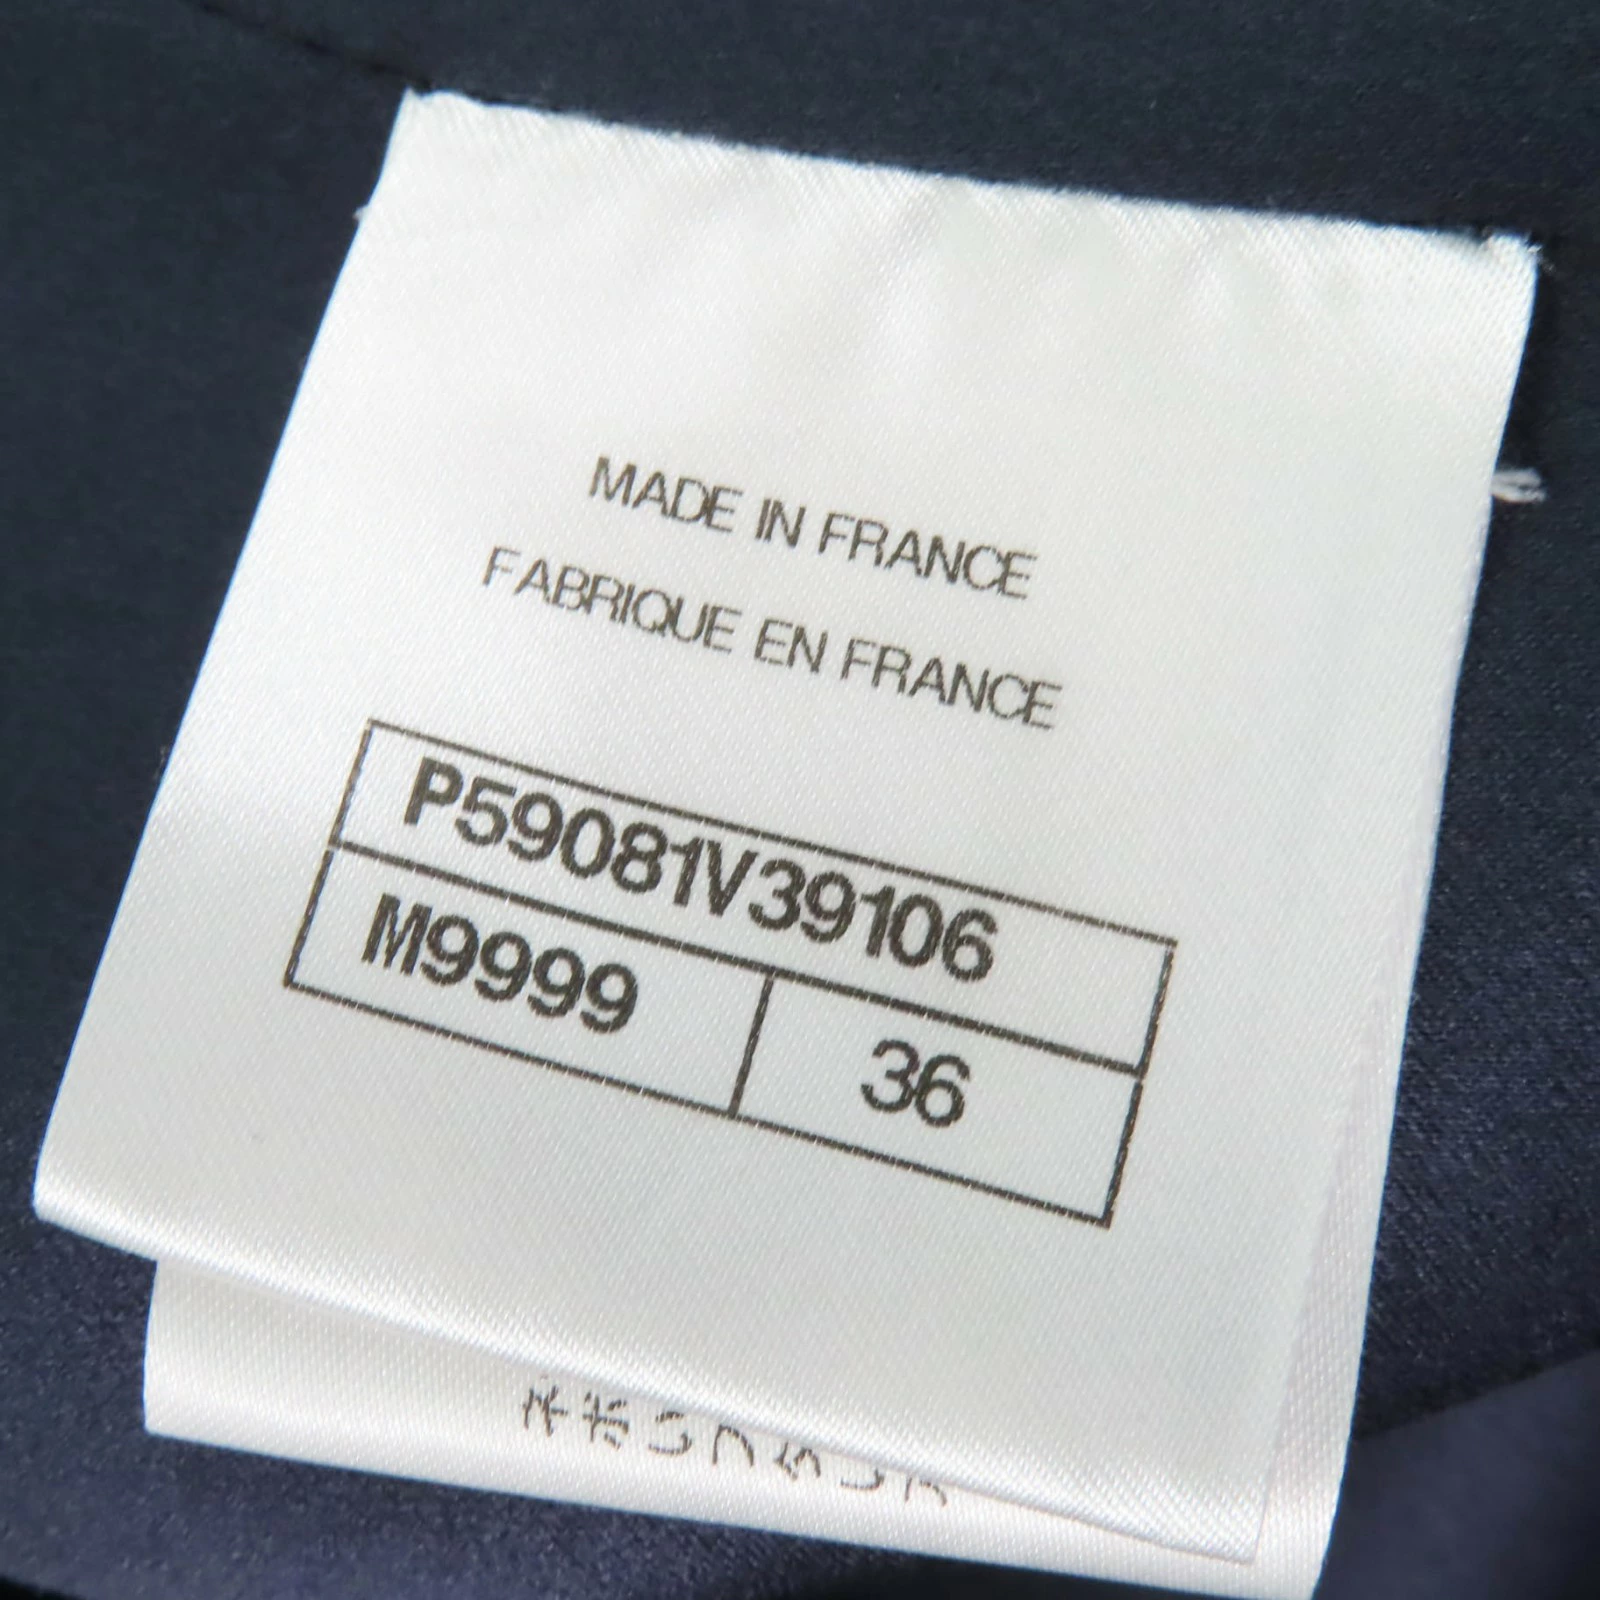 MADE IN FRANCE
FABRIQUE EN FRANCE
P59081V39106
M9999
36